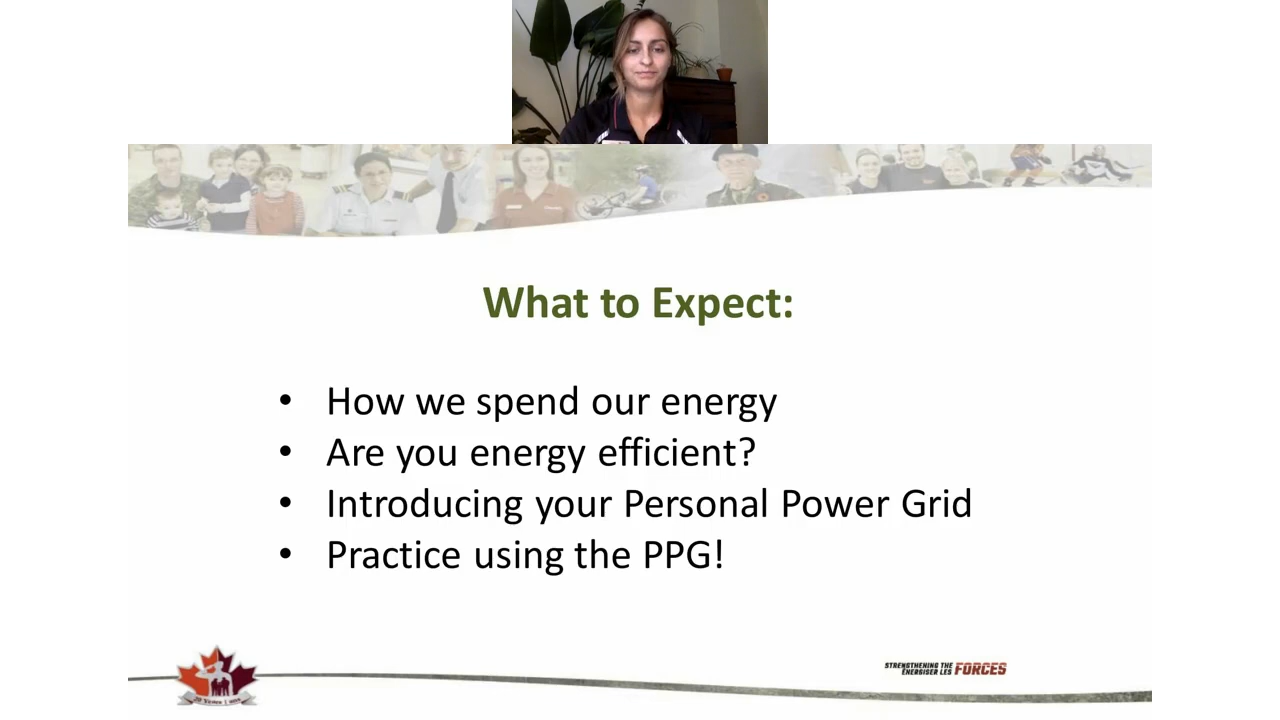 What to Expect:
• How we spend our energy
• Are you energy efficient?
• Introducing your Personal Power Grid
• Practice using the PPG!
STRENGTHENING THE
ENERGISER LES FORCES